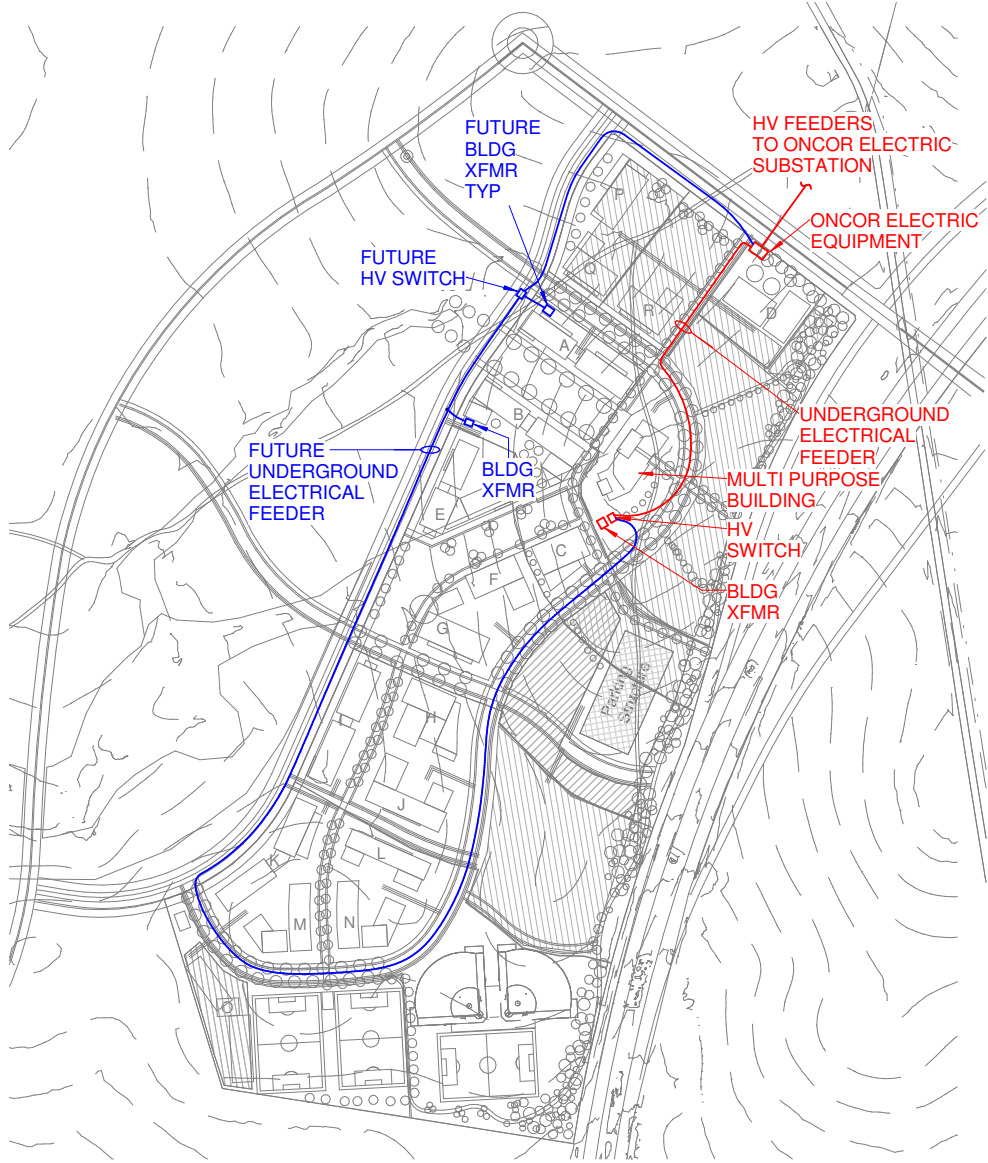 FUTURE
BLDG
XFMR
TYP
HV FEEDERS
TO ONCOR ELECTRIC
SUBSTATION
ONCOR ELECTRIC
EQUIPMENT
FUTURE
HV SWITCH
P
Q
R
D
A
B
UNDERGROUND
ELECTRICAL
FEEDER
FUTURE
UNDERGROUND
ELECTRICAL
FEEDER
BLDG
XFMR
MULTI PURPOSE
BUILDING
E
HV
SWITCH
C
F
BLDG
XFMR
G
Parking
Structure
I
H
J
L
K
M
N
O